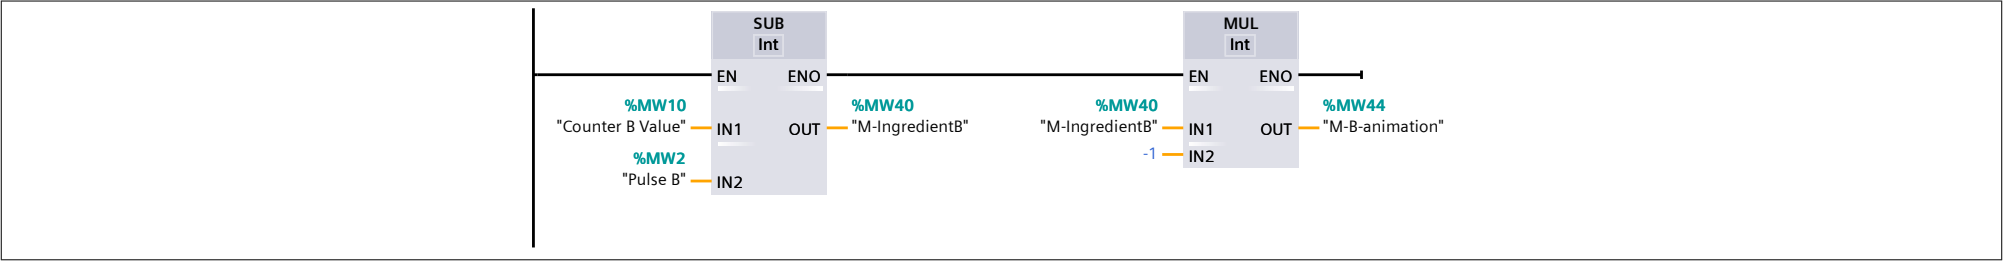 SUB
Int
EN
ENO
%MW10
"Counter B Value"
IN1
OUT
%MW40
"M-IngredientB"
%MW2
"Pulse B"
IN2
MUL
Int
EN
ENO
%MW40
"M-IngredientB"
IN1
OUT
%MW44
"M-B-animation"
-1
IN2